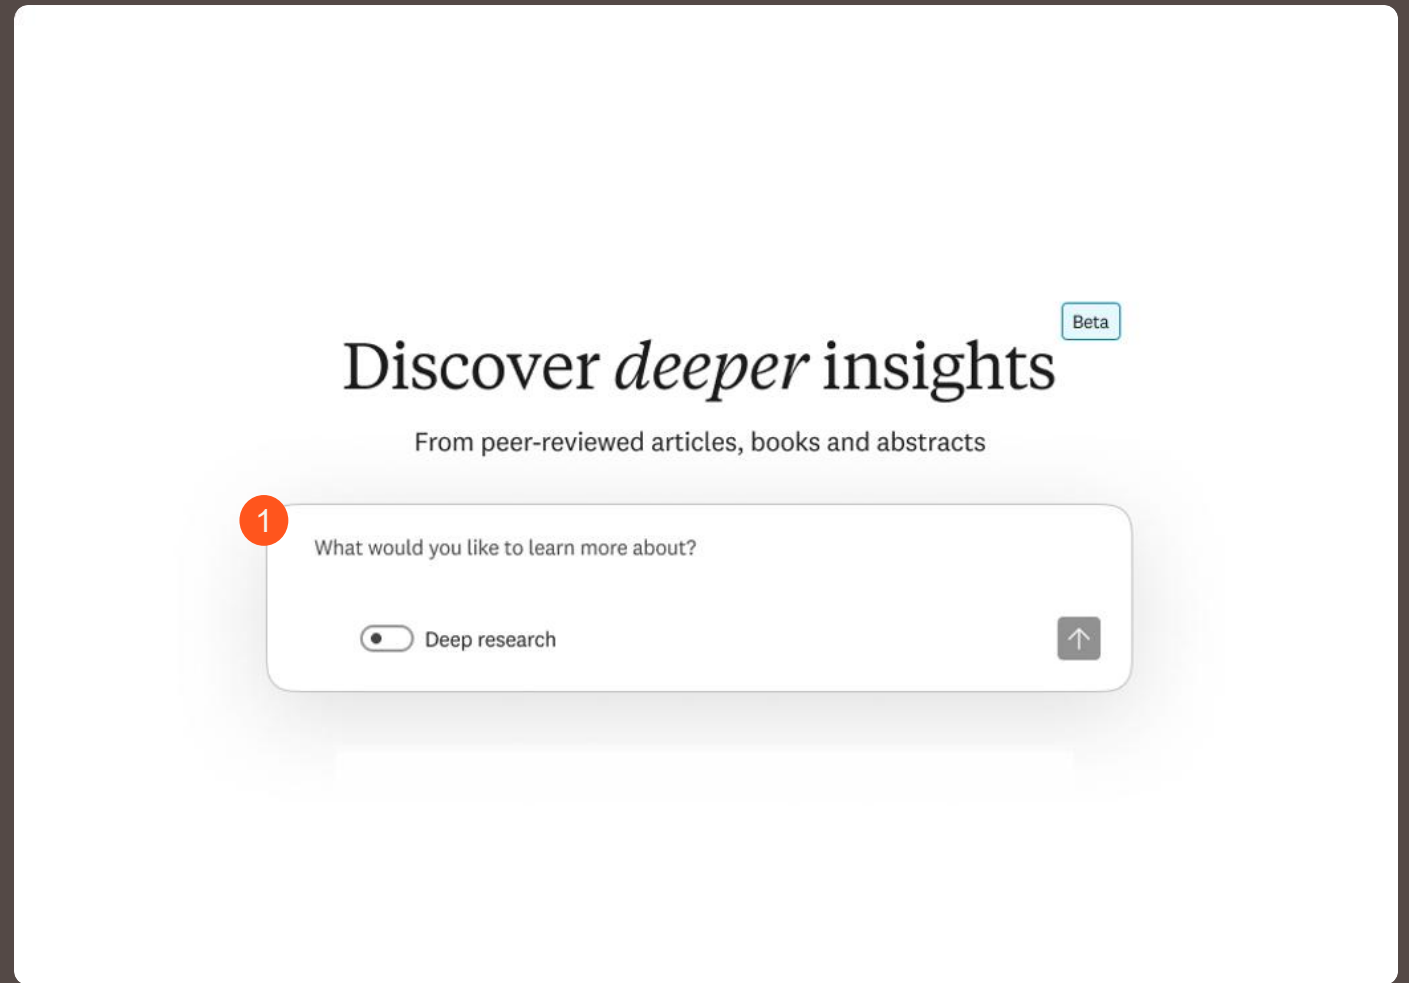 Beta
Discover deeper insights
From peer-reviewed articles, books and abstracts
1
What would you like to learn more about?
Deep research